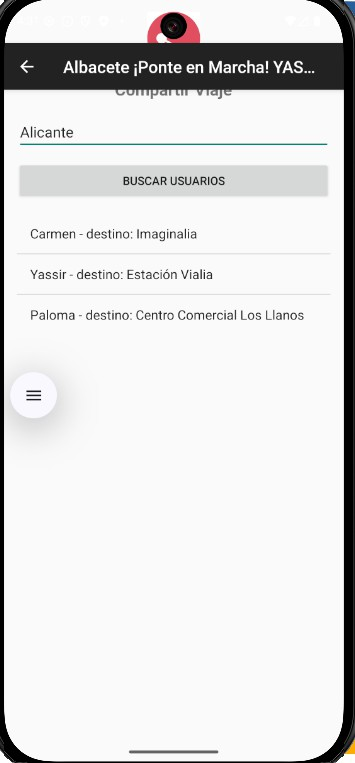 Albacete ¡Ponte en Marcha! YAS...
Compartir Viaje
Alicante
BUSCAR USUARIOS
Carmen - destino: Imaginalia
Yassir - destino: Estación Vialia
Paloma - destino: Centro Comercial Los Llanos